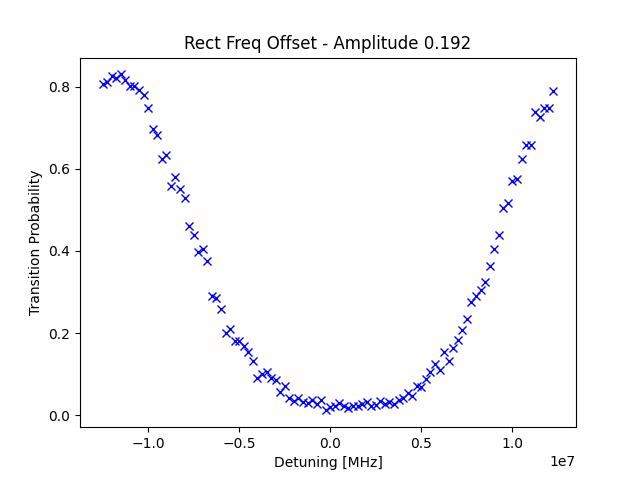 Rect Freq Offset - Amplitude 0.192
Transition Probability
0.8
0.6
0.4
0.2
0.0
−1.0 −0.5 0.0 0.5 1.0
1e7
Detuning [MHz]